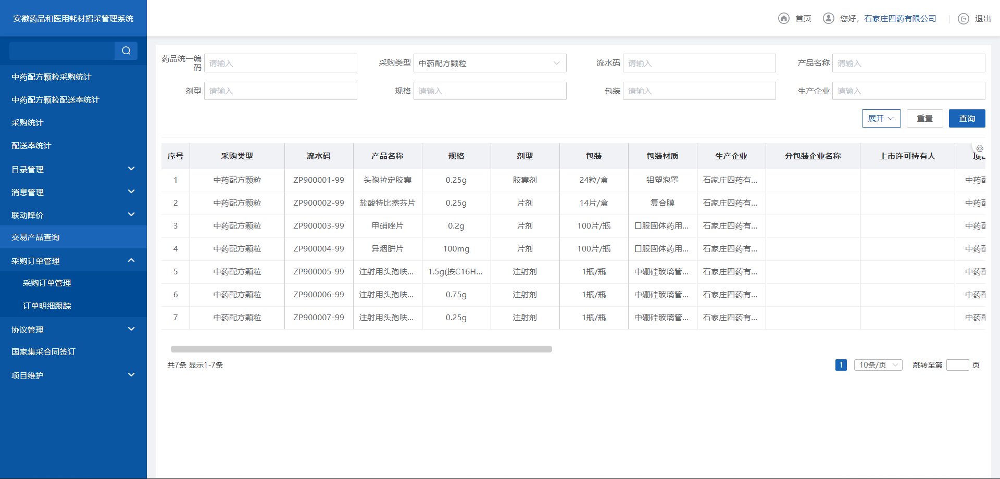 安徽药品和医用耗材招采管理系统
首页
您好，石家庄四药有限公司
退出
中药配方颗粒采购统计
中药配方颗粒配送率统计
采购统计
配送率统计
目录管理
消息管理
联动降价
交易产品查询
采购订单管理
采购订单管理
订单明细跟踪
协议管理
国家集采合同签订
项目维护
药品统一编码 请输入 采购类型 中药配方颗粒 流水码 请输入 产品名称 请输入
剂型 请输入 规格 请输入 包装 请输入 生产企业 请输入
展开 重置 查询
序号 采购类型 流水码 产品名称 规格 剂型 包装 包装材质 生产企业 分包装企业名称 上市许可持有人
1 中药配方颗粒 ZP900001-99 头孢拉定胶囊 0.25g 胶囊剂 24粒/盒 铝塑泡罩 石家庄四药有... 中药配
2 中药配方颗粒 ZP900002-99 盐酸特比萘芬片 0.25g 片剂 14片/盒 复合膜 石家庄四药有... 中药配
3 中药配方颗粒 ZP900003-99 甲硝唑片 0.2g 片剂 100片/瓶 口服固体药用... 石家庄四药有... 中药配
4 中药配方颗粒 ZP900004-99 异烟肼片 100mg 片剂 100片/瓶 口服固体药用... 石家庄四药有... 中药配
5 中药配方颗粒 ZP900005-99 注射用头孢呋... 1.5g(按C16H... 注射剂 1瓶/瓶 中硼硅玻璃管... 石家庄四药有... 中药配
6 中药配方颗粒 ZP900006-99 注射用头孢呋... 0.75g 注射剂 1瓶/瓶 中硼硅玻璃管... 石家庄四药有... 中药配
7 中药配方颗粒 ZP900007-99 注射用头孢呋... 0.25g 注射剂 1瓶/瓶 中硼硅玻璃管... 石家庄四药有... 中药配
共7条 显示1-7条 1 10条/页 跳转至第 页